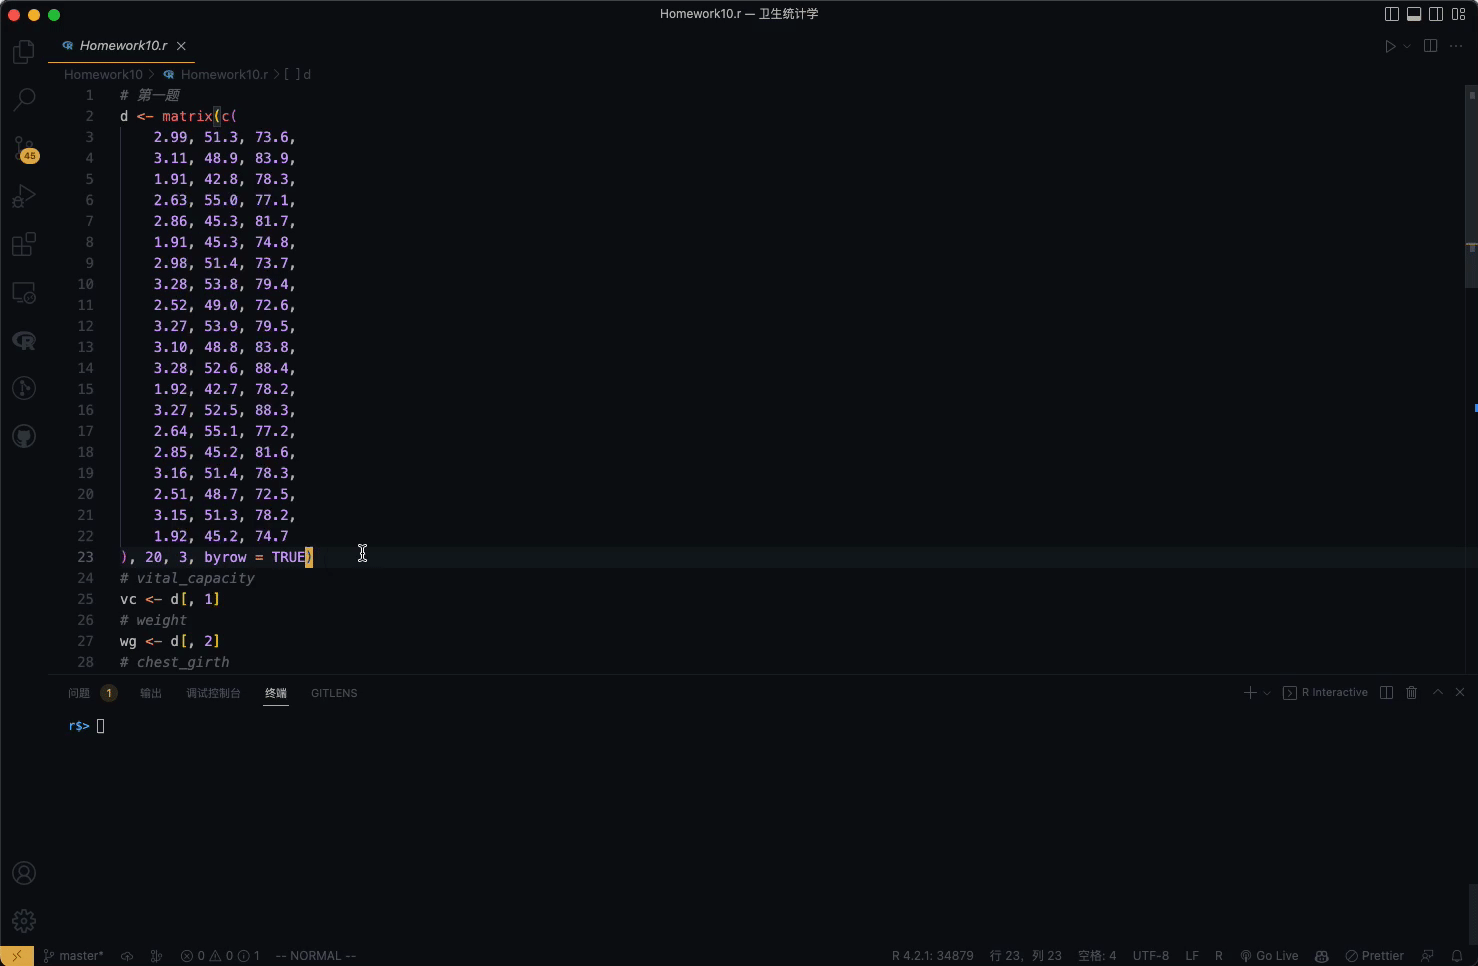 Homework10.r — 卫生统计学
Homework10.r
Homework10 > Homework10.r > [ ] d
1 # 第一题
2 d <- matrix(c(
3 2.99, 51.3, 73.6,
4 3.11, 48.9, 83.9,
5 1.91, 42.8, 78.3,
6 2.63, 55.0, 77.1,
7 2.86, 45.3, 81.7,
8 1.91, 45.3, 74.8,
9 2.98, 51.4, 73.7,
10 3.28, 53.8, 79.4,
11 2.52, 49.0, 72.6,
12 3.27, 53.9, 79.5,
13 3.10, 48.8, 83.8,
14 3.28, 52.6, 88.4,
15 1.92, 42.7, 78.2,
16 3.27, 52.5, 88.3,
17 2.64, 55.1, 77.2,
18 2.85, 45.2, 81.6,
19 3.16, 51.4, 78.3,
20 2.51, 48.7, 72.5,
21 3.15, 51.3, 78.2,
22 1.92, 45.2, 74.7
23 ), 20, 3, byrow = TRUE)
24 # vital_capacity
25 vc <- d[, 1]
26 # weight
27 wg <- d[, 2]
28 # chest_girth
45
问题 1 输出 调试控制台 终端 GITLENS R Interactive
r$>
master* 0 0 1 -- NORMAL -- R 4.2.1: 34879 行 23，列 23 空格: 4 UTF-8 LF R Go Live Prettier